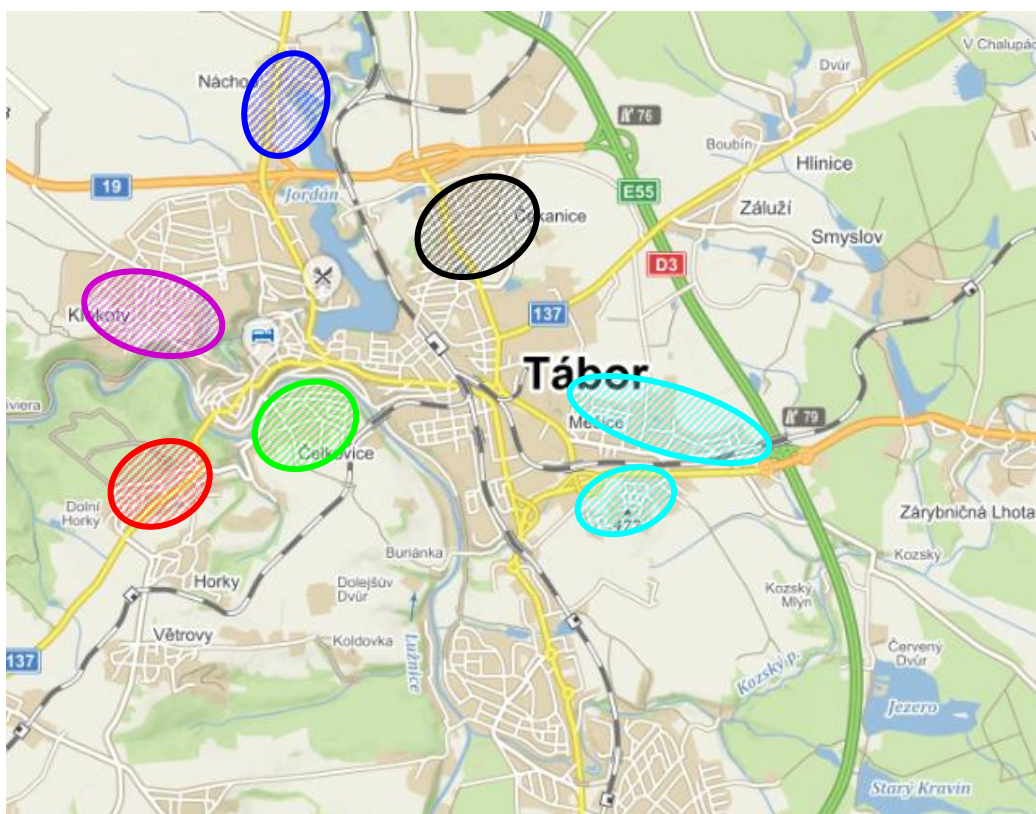 V Chalupác
Dvůr
Nácho
76
Boubín
Hlinice
19
Jordán
E55
Čekanice
Záluží
Smyslov
D3
Klokoty
137
Tábor
viera
Měšice
79
Čelkovice
Dolní
Horky
477
Zárybničná Lhota
Buriánka
Kozský
Horky
Dolejšův
Dvůr
Kozský
Mlýn
Větrovy
Koldovka
Lužnice
137
Kozský p.
Červený
Dvůr
Jezero
Starý Kravín